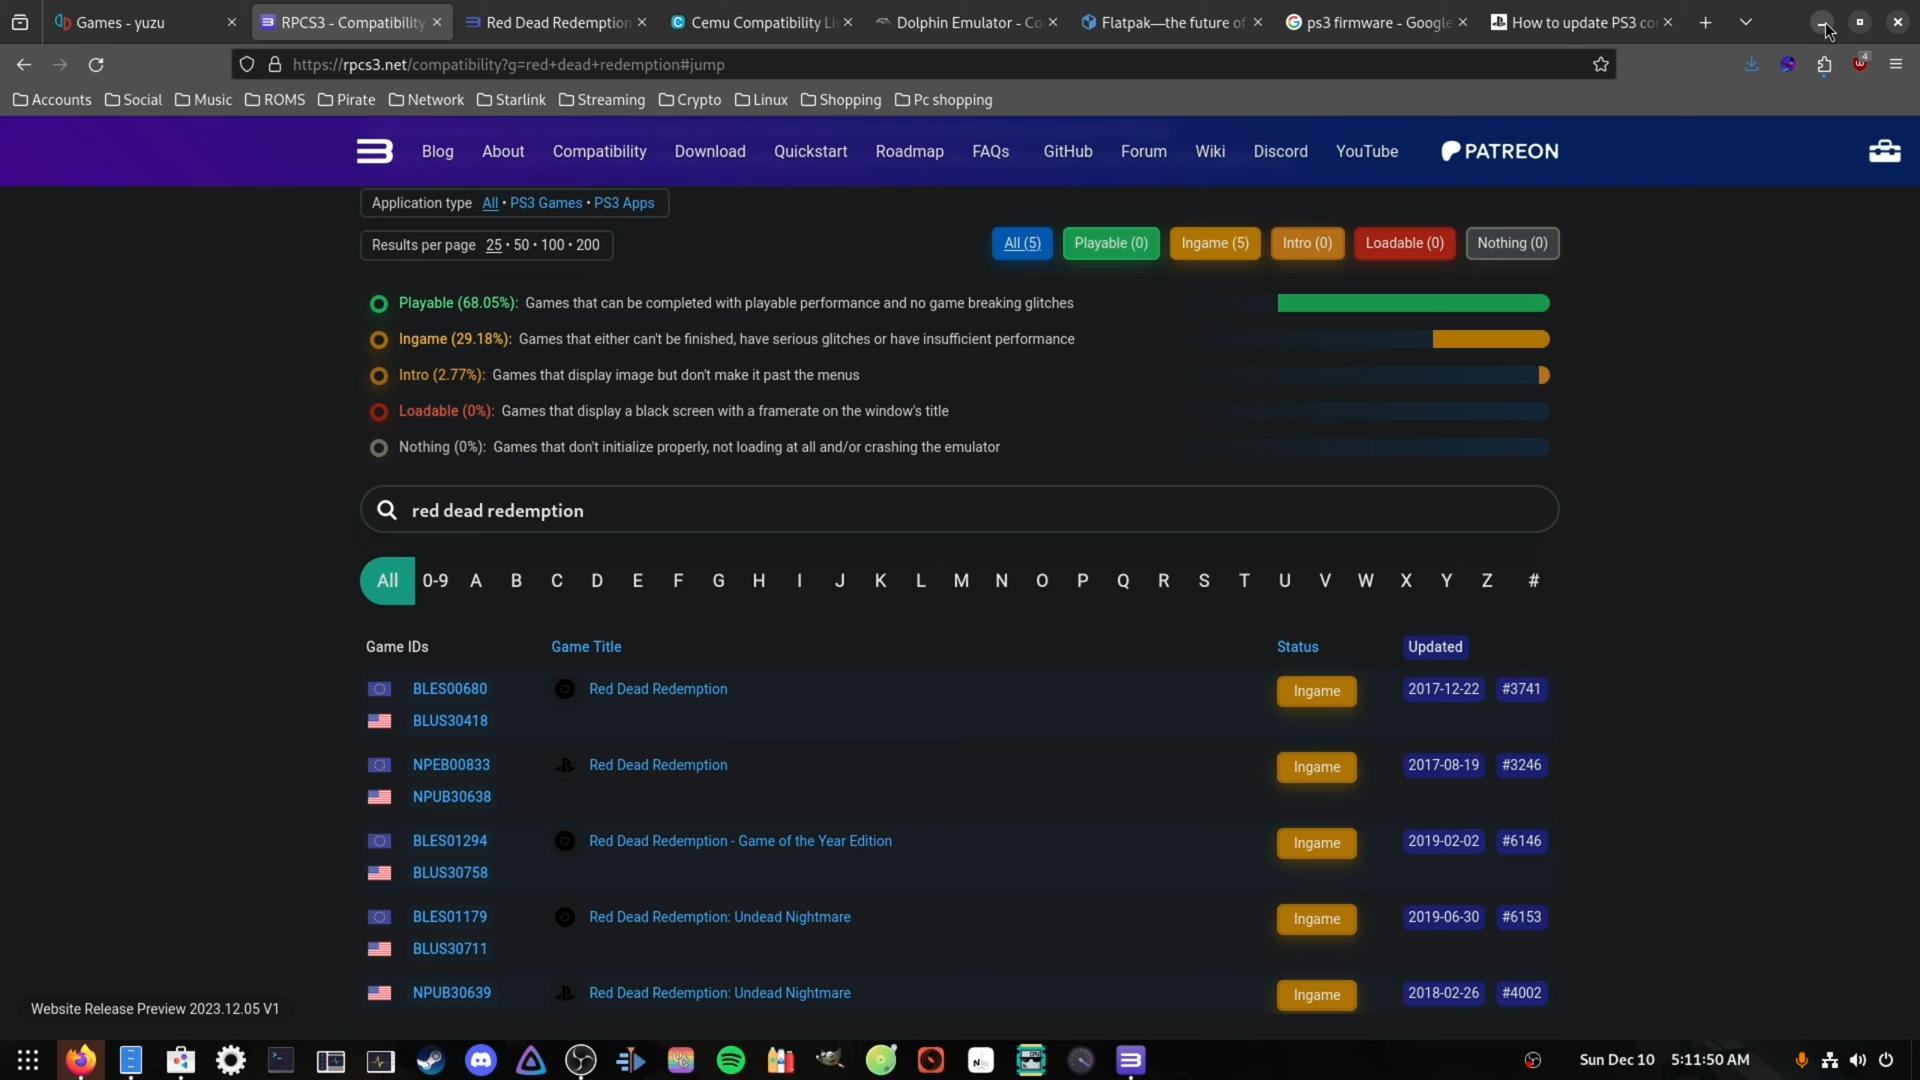 Games - yuzu
RPCS3 - Compatibility
Red Dead Redemption
Cemu Compatibility Lis
Dolphin Emulator - Co
Flatpak—the future of
ps3 firmware - Google
How to update PS3 co
https://rpcs3.net/compatibility?g=red+dead+redemption#jump
4
Accounts Social Music ROMS Pirate Network Starlink Streaming Crypto Linux Shopping Pc shopping
Blog About Compatibility Download Quickstart Roadmap FAQs GitHub Forum Wiki Discord YouTube PATREON
Application type All • PS3 Games • PS3 Apps
Results per page 25 • 50 • 100 • 200
All (5) Playable (0) Ingame (5) Intro (0) Loadable (0) Nothing (0)
Playable (68.05%): Games that can be completed with playable performance and no game breaking glitches
Ingame (29.18%): Games that either can't be finished, have serious glitches or have insufficient performance
Intro (2.77%): Games that display image but don't make it past the menus
Loadable (0%): Games that display a black screen with a framerate on the window's title
Nothing (0%): Games that don't initialize properly, not loading at all and/or crashing the emulator
red dead redemption
All 0-9 A B C D E F G H I J K L M N O P Q R S T U V W X Y Z #
Game IDs Game Title Status Updated
BLES00680 Red Dead Redemption Ingame 2017-12-22 #3741
BLUS30418
NPEB00833 Red Dead Redemption Ingame 2017-08-19 #3246
NPUB30638
BLES01294 Red Dead Redemption - Game of the Year Edition Ingame 2019-02-02 #6146
BLUS30758
BLES01179 Red Dead Redemption: Undead Nightmare Ingame 2019-06-30 #6153
BLUS30711
NPUB30639 Red Dead Redemption: Undead Nightmare Ingame 2018-02-26 #4002
Website Release Preview 2023.12.05 V1
Sun Dec 10 5:11:50 AM